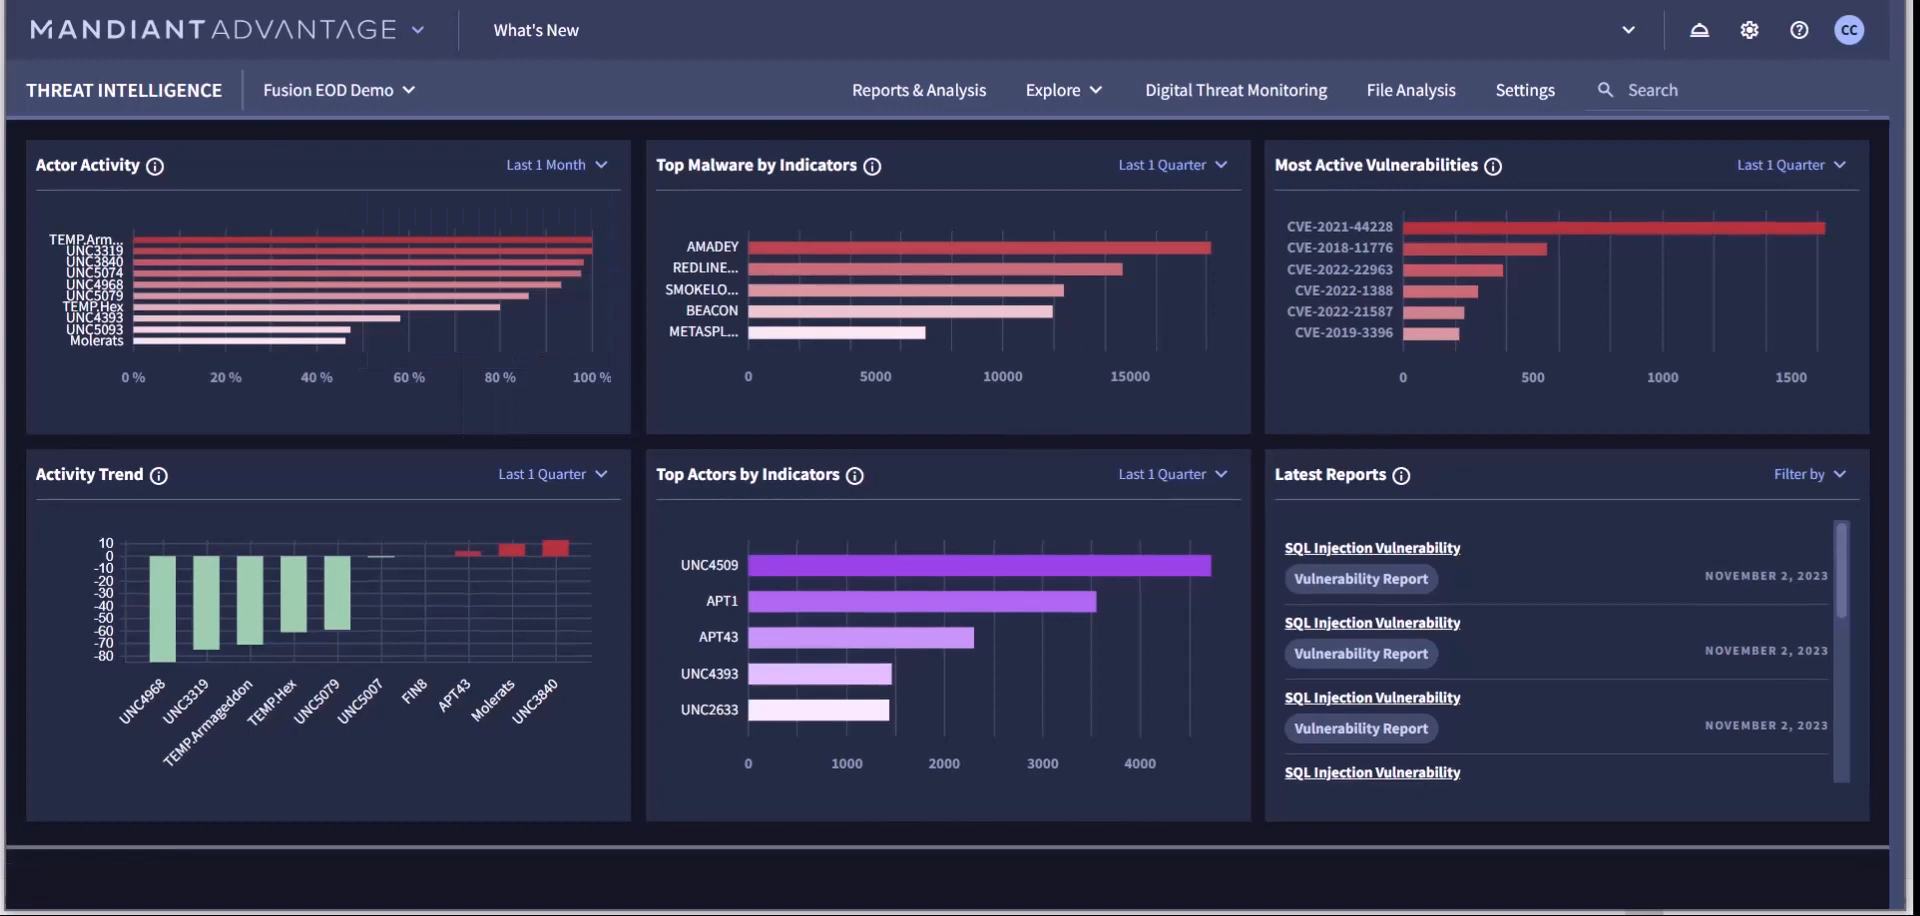 MANDIANT ADVANTAGE
What's New
CC
THREAT INTELLIGENCE
Fusion EOD Demo
Reports & Analysis
Explore
Digital Threat Monitoring
File Analysis
Settings
Search
Actor Activity
Last 1 Month
TEMP.Arm...
UNC3319
UNC3840
UNC5074
UNC4968
UNC5079
TEMP.Hex
UNC4393
UNC5093
Molerats
0 % 20 % 40 % 60 % 80 % 100 %
Top Malware by Indicators
Last 1 Quarter
AMADEY
REDLINE...
SMOKELO...
BEACON
METASPL...
0 5000 10000 15000
Most Active Vulnerabilities
Last 1 Quarter
CVE-2021-44228
CVE-2018-11776
CVE-2022-22963
CVE-2022-1388
CVE-2022-21587
CVE-2019-3396
0 500 1000 1500
Activity Trend
Last 1 Quarter
10
0
-10
-20
-30
-40
-50
-60
-70
-80
UNC4968
UNC3319
TEMP.Armageddon
TEMP.Hex
UNC5079
UNC5007
FIN8
APT43
Molerats
UNC3840
Top Actors by Indicators
Last 1 Quarter
UNC4509
APT1
APT43
UNC4393
UNC2633
0 1000 2000 3000 4000
Latest Reports
Filter by
SQL Injection Vulnerability
Vulnerability Report
NOVEMBER 2, 2023
SQL Injection Vulnerability
Vulnerability Report
NOVEMBER 2, 2023
SQL Injection Vulnerability
Vulnerability Report
NOVEMBER 2, 2023
SQL Injection Vulnerability